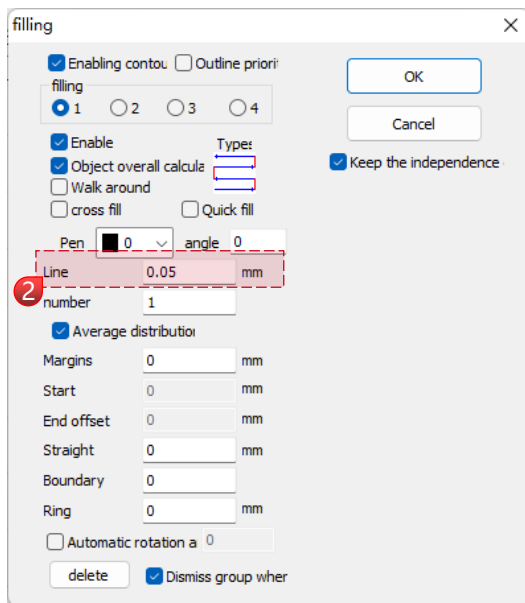 filling
Enabling contou Outline priorit
filling
1 2 3 4
OK
Cancel
Enable Types
Object overall calcula
Keep the independence
Walk around
cross fill Quick fill
Pen 0 angle 0
Line 0.05 mm
2
number 1
Average distribution
Margins 0 mm
Start 0 mm
End offset 0 mm
Straight 0 mm
Boundary 0
Ring 0 mm
Automatic rotation a 0
delete Dismiss group wher